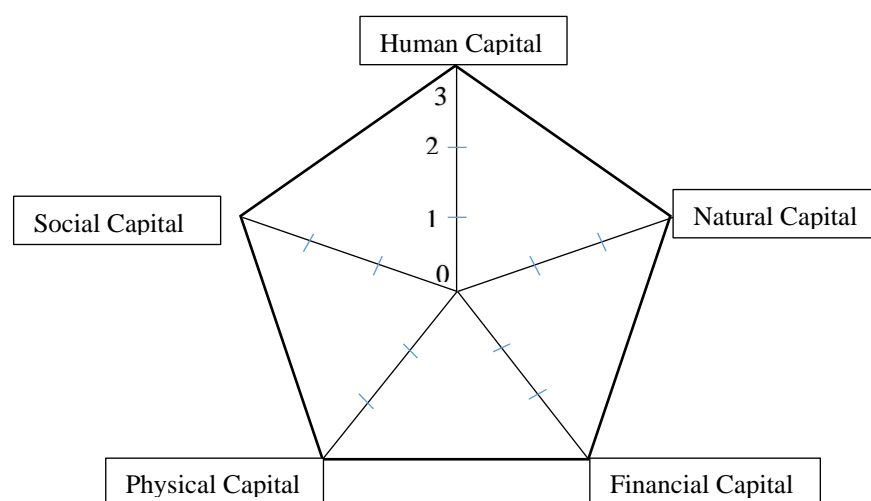 Human Capital
3
2
Social Capital
Natural Capital
1
0
Physical Capital
Financial Capital